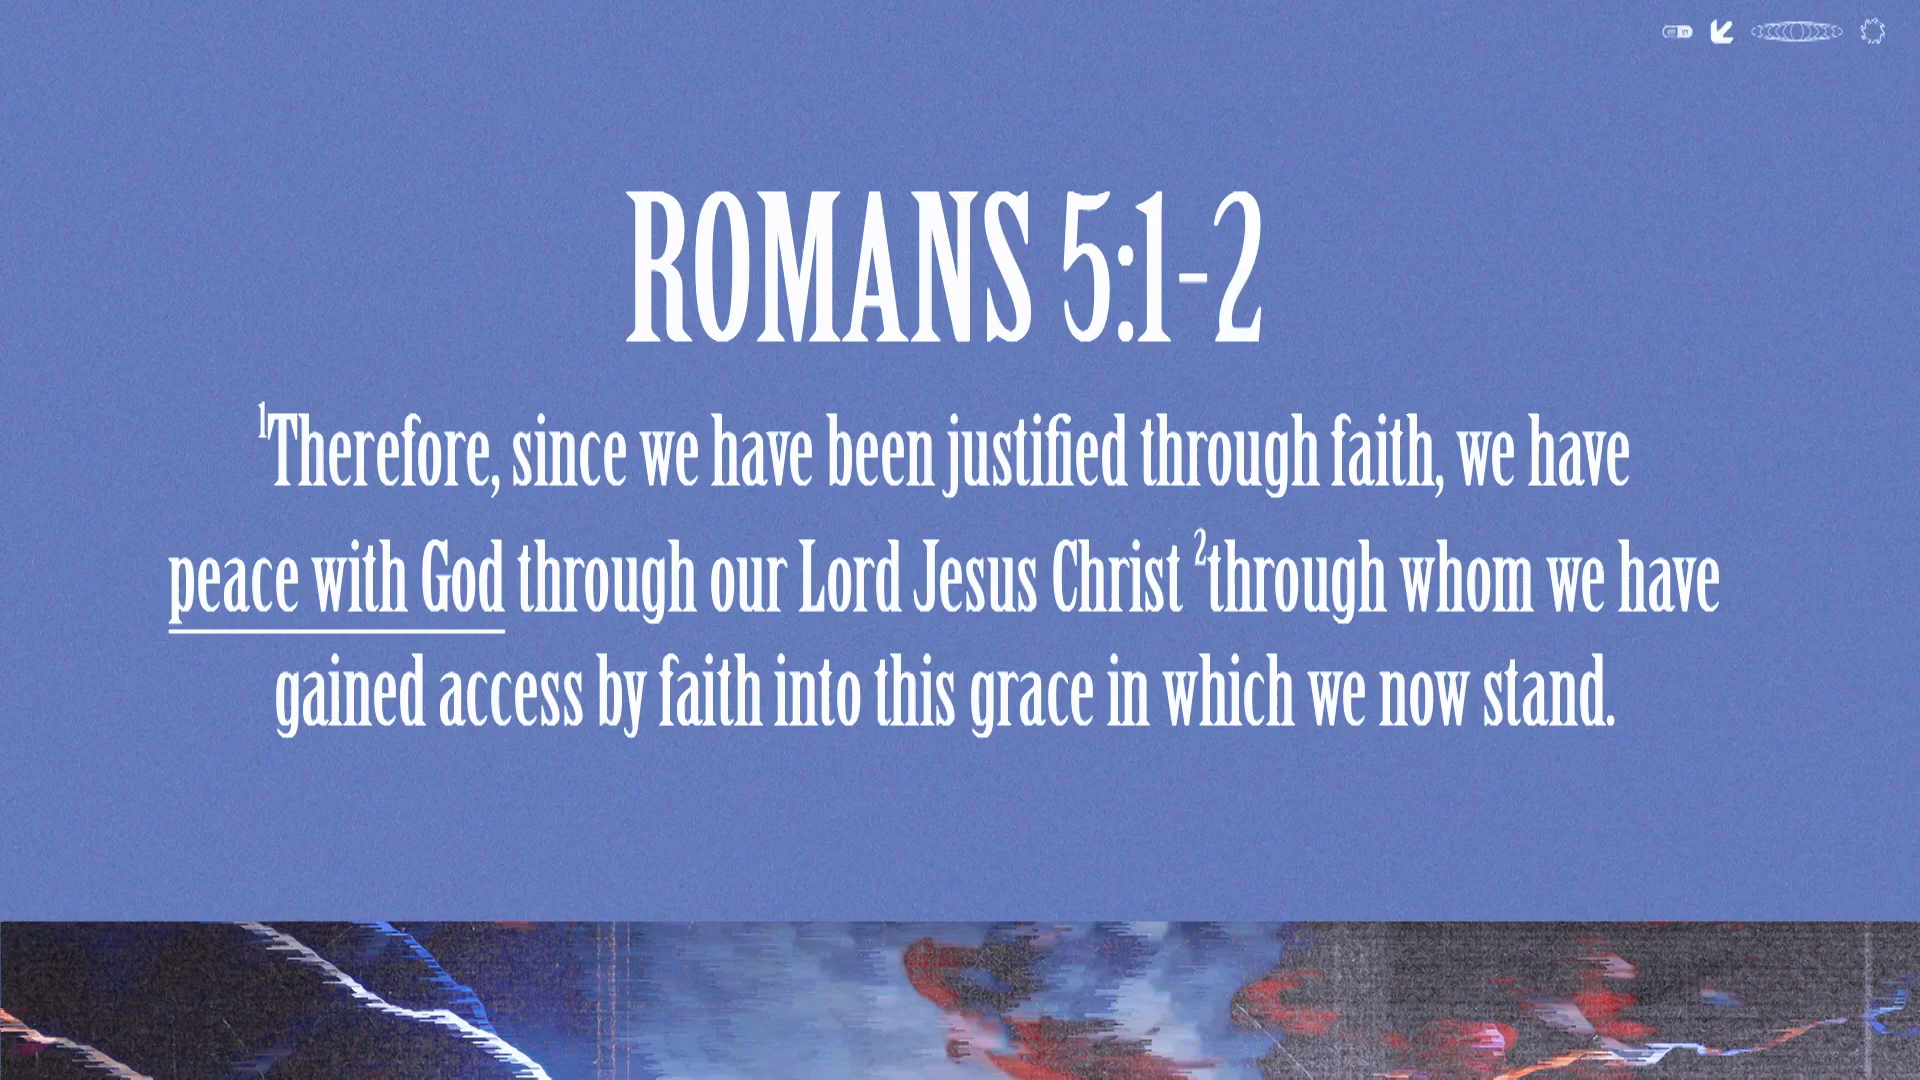 ROMANS 5:1-2
¹Therefore, since we have been justified through faith, we have
peace with God through our Lord Jesus Christ ²through whom we have
gained access by faith into this grace in which we now stand.